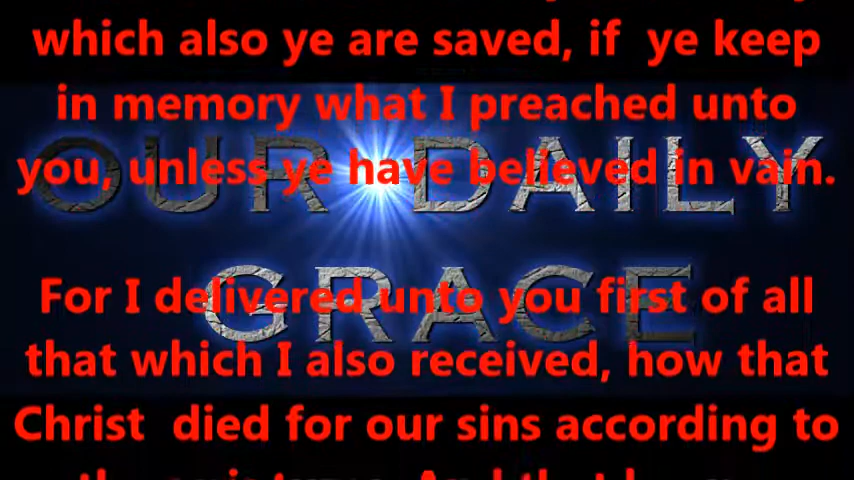 which also ye are saved, if ye keep
in memory what I preached unto
you, unless ye have believed in vain.
OUR DAILY
GRACE
For I delivered unto you first of all
that which I also received, how that
Christ died for our sins according to